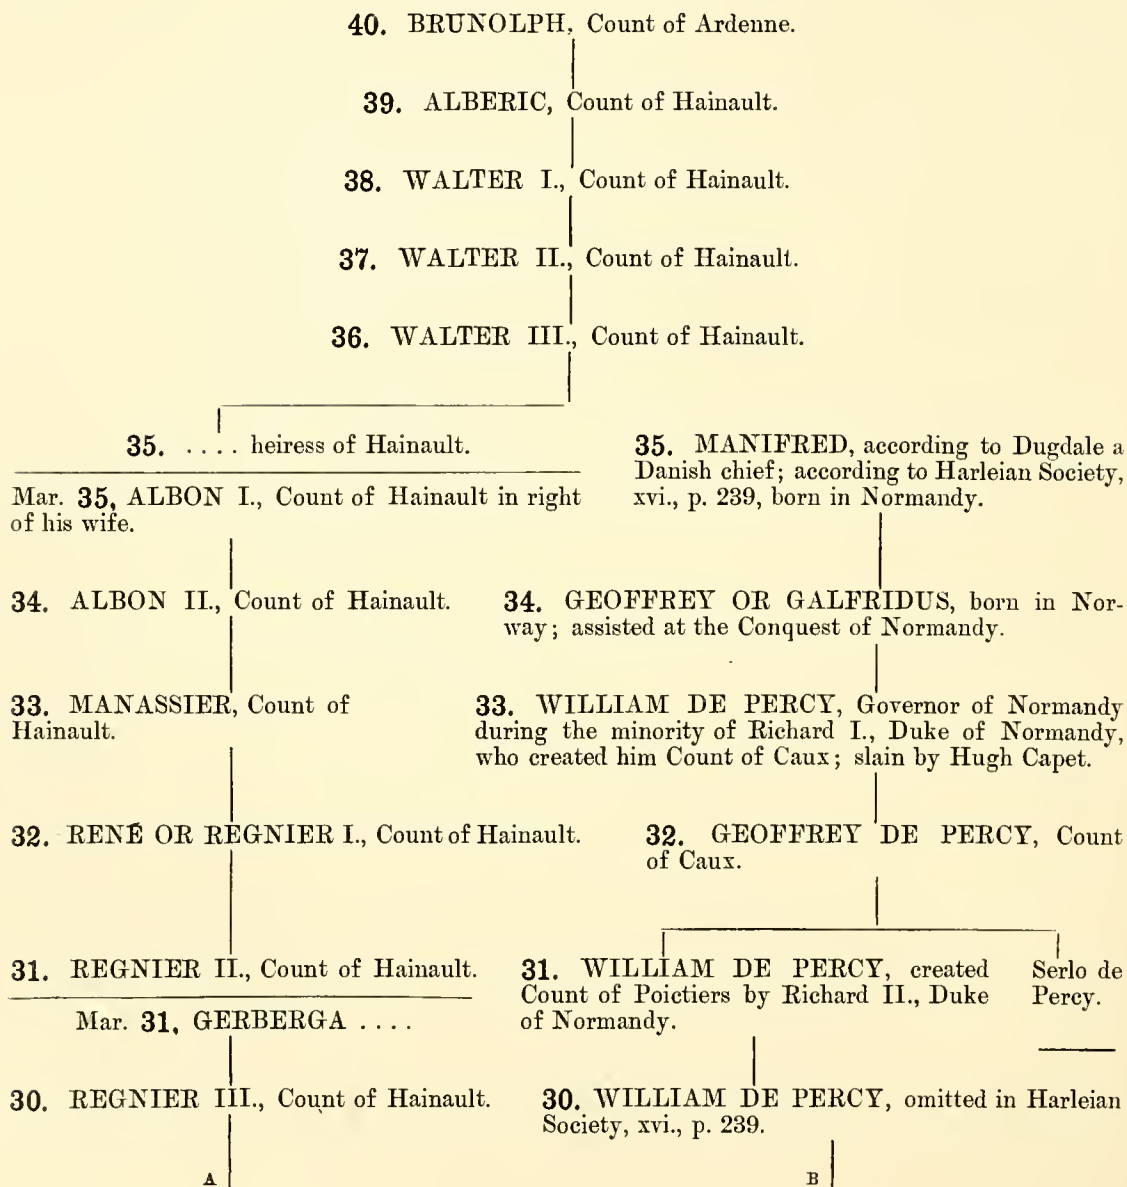 40. BRUNOLPH, Count of Ardenne.
39. ALBERIC, Count of Hainault.
38. WALTER I., Count of Hainault.
37. WALTER II., Count of Hainault.
36. WALTER III., Count of Hainault.
35. .... heiress of Hainault.
Mar. 35, ALBON I., Count of Hainault in right
of his wife.
35. MANIFRED, according to Dugdale a
Danish chief; according to Harleian Society,
xvi., p. 239, born in Normandy.
34. ALBON II., Count of Hainault.
34. GEOFFREY OR GALFRIDUS, born in Nor-
way; assisted at the Conquest of Normandy.
33. MANASSIER, Count of
Hainault.
33. WILLIAM DE PERCY, Governor of Normandy
during the minority of Richard I., Duke of Normandy,
who created him Count of Caux; slain by Hugh Capet.
32. RENÉ OR REGNIER I., Count of Hainault.
32. GEOFFREY DE PERCY, Count
of Caux.
31. REGNIER II., Count of Hainault.
Mar. 31, GERBERGA ....
31. WILLIAM DE PERCY, created
Count of Poictiers by Richard II., Duke
of Normandy.
Serlo de
Percy.
30. REGNIER III., Count of Hainault.
30. WILLIAM DE PERCY, omitted in Harleian
Society, xvi., p. 239.
A
B